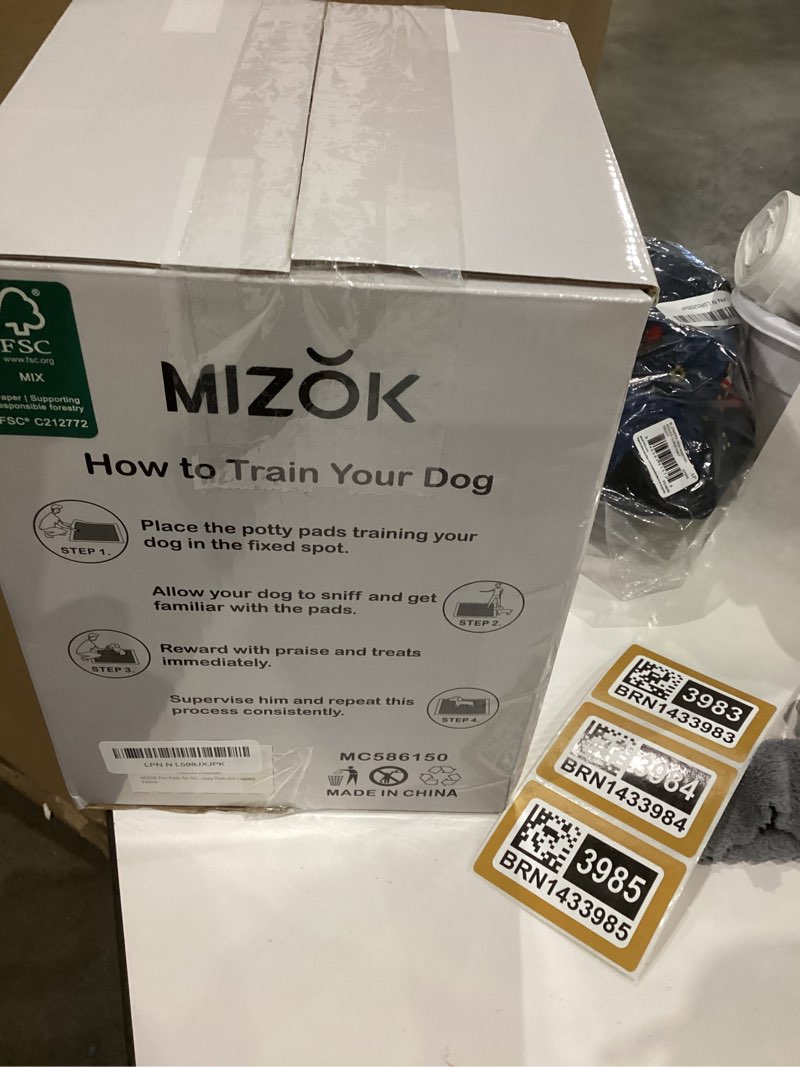 FSC
www.fsc.org
MIX
aper | Supporting
esponsible forestry
FSC® C212772
MIZŎK
How to Train Your Dog
STEP 1.
Place the potty pads training your
dog in the fixed spot.
Allow your dog to sniff and get
familiar with the pads.
STEP 2.
STEP 3.
Reward with praise and treats
immediately.
Supervise him and repeat this
process consistently.
STEP 4.
MC586150
MADE IN CHINA
3983
BRN1433983
3984
BRN1433984
3985
BRN1433985